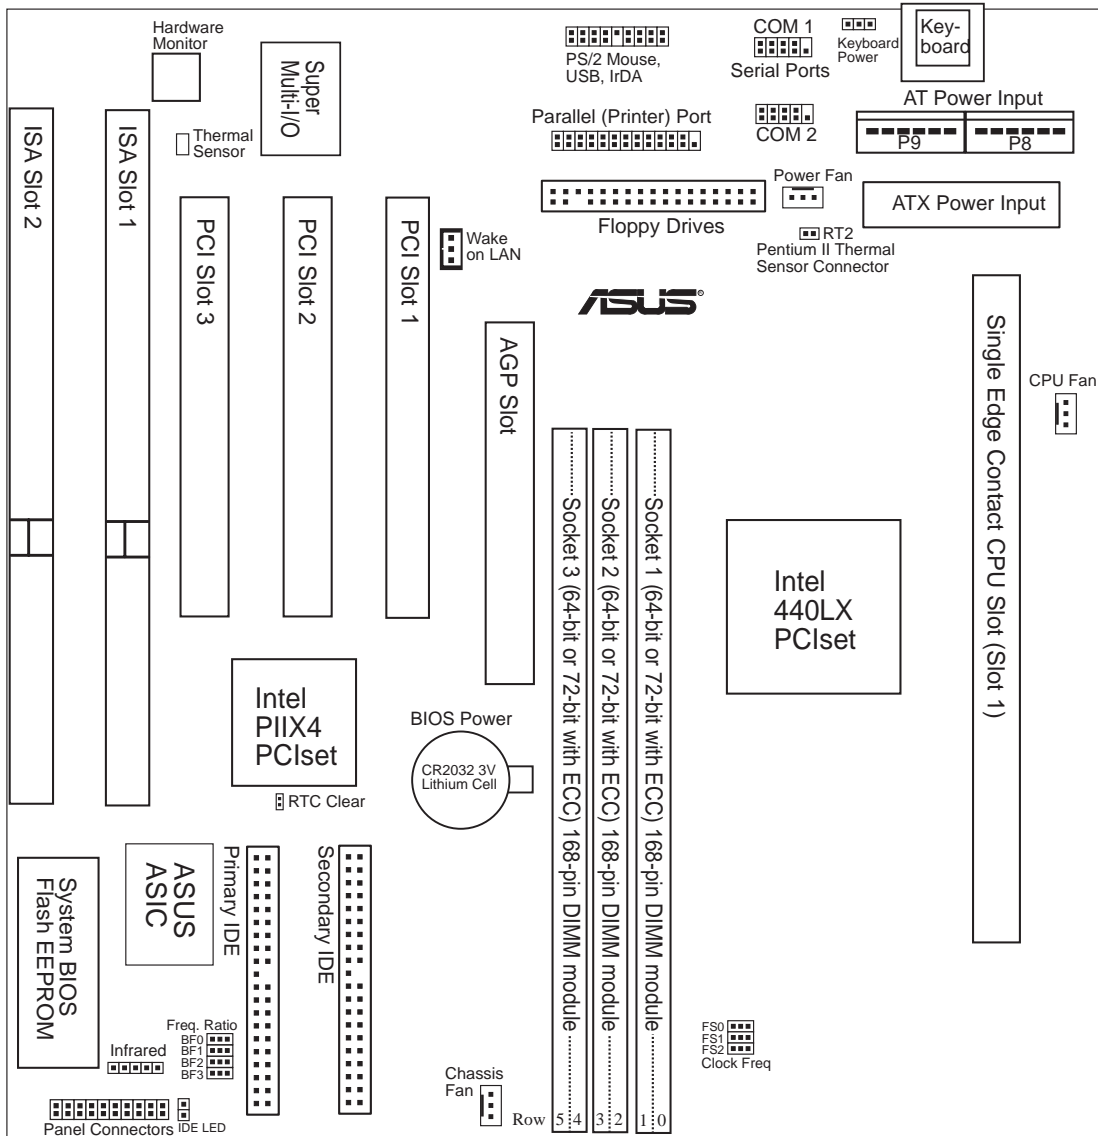 Hardware
Monitor
Super
Multi-I/O
PS/2 Mouse,
USB, IrDA
COM 1
Serial Ports
Keyboard
Power
Key-
board
Thermal
Sensor
Parallel (Printer) Port
COM 2
AT Power Input
P9
P8
ISA Slot 2
ISA Slot 1
PCI Slot 3
PCI Slot 2
PCI Slot 1
Wake
on LAN
Floppy Drives
Power Fan
ATX Power Input
RT2
Pentium II Thermal
Sensor Connector
ASUS®
AGP Slot
Single Edge Contact CPU Slot (Slot 1)
CPU Fan
Socket 3 (64-bit or 72-bit with ECC) 168-pin DIMM module
Socket 2 (64-bit or 72-bit with ECC) 168-pin DIMM module
Socket 1 (64-bit or 72-bit with ECC) 168-pin DIMM module
Intel
440LX
PCIset
Intel
PIIX4
PCIset
BIOS Power
CR2032 3V
Lithium Cell
RTC Clear
System BIOS
Flash EEPROM
ASUS
ASIC
Primary IDE
Secondary IDE
Freq. Ratio
BF0
BF1
BF2
BF3
Infrared
FS0
FS1
FS2
Clock Freq
Chassis
Fan
Panel Connectors
IDE LED
Row 5 4 3 2 1 0